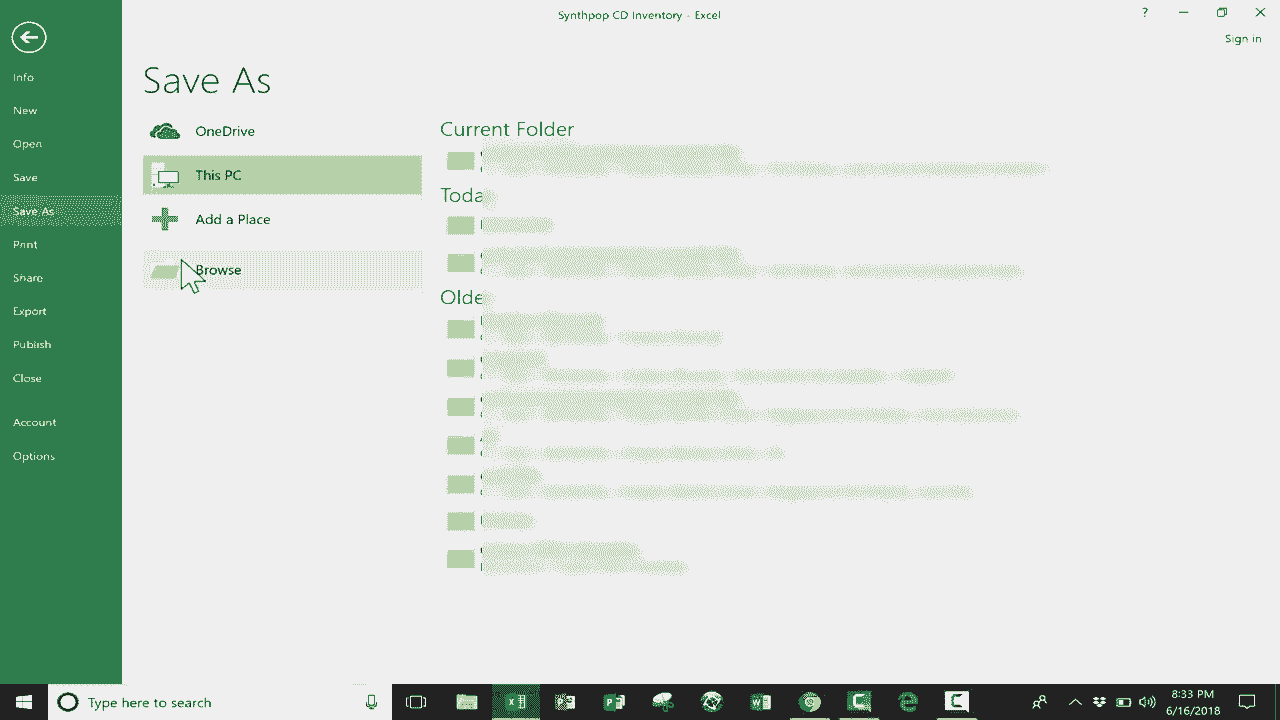 Synthpop CD Inventory - Excel
?
Sign in
Info
New
Open
Save
Save As
Print
Share
Export
Publish
Close
Account
Options
Save As
OneDrive
This PC
Add a Place
Browse
Current Folder
Toda
Olde
Type here to search
8:33 PM
6/16/2018